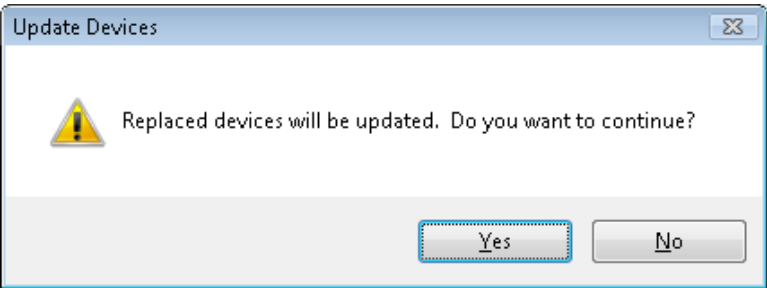 Update Devices
Replaced devices will be updated.  Do you want to continue?
Yes
No